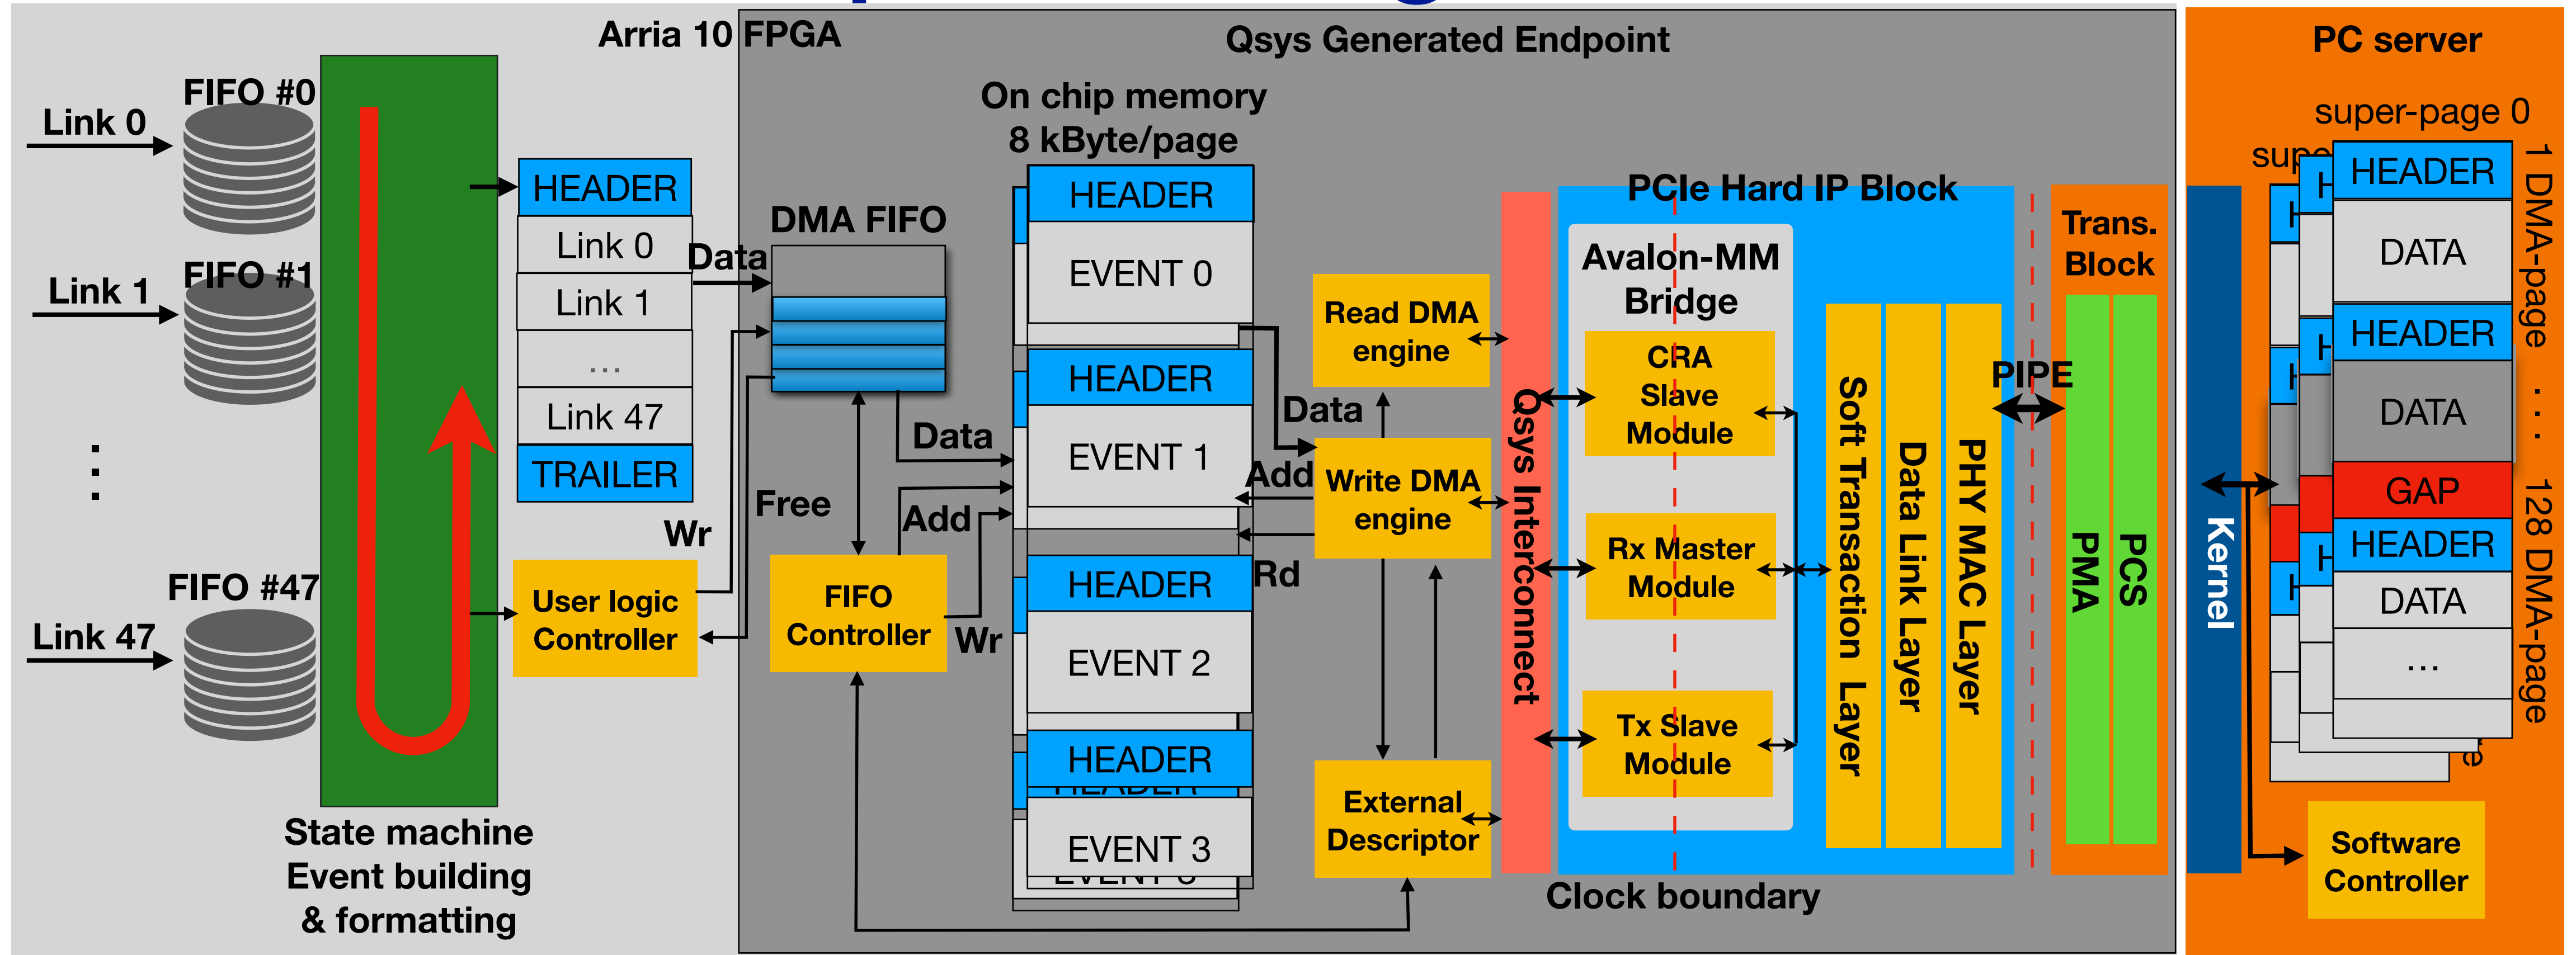 Arria 10 FPGA
Qsys Generated Endpoint
PC server
Link 0
FIFO #0
Link 1
FIFO #1
⋮
Link 47
FIFO #47
State machine
Event building
& formatting
HEADER
Link 0
Link 1
...
Link 47
TRAILER
Data
Wr
User logic
Controller
DMA FIFO
Free
Data
Add
Wr
FIFO
Controller
On chip memory
8 kByte/page
HEADER
EVENT 0
HEADER
EVENT 1
HEADER
EVENT 2
HEADER
HEADER
EVENT 3
Data
Add
Rd
Read DMA
engine
Write DMA
engine
External
Descriptor
Qsys Interconnect
PCIe Hard IP Block
Avalon-MM
Bridge
CRA
Slave
Module
Rx Master
Module
Tx Slave
Module
Soft Transaction Layer
Data Link Layer
PHY MAC Layer
Clock boundary
PIPE
Trans.
Block
PMA
PCS
Kernel
super-page 0
HEADER
DATA
HEADER
DATA
GAP
HEADER
DATA
...
1 DMA-page ... 128 DMA-page
Software
Controller